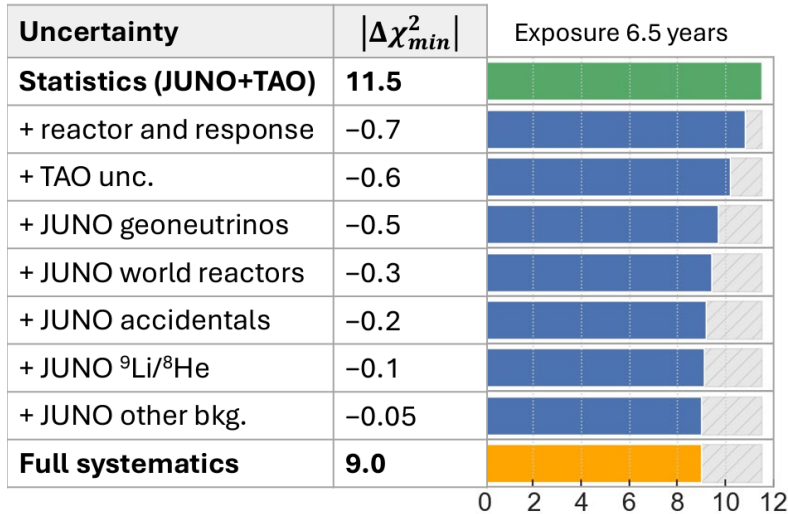 Uncertainty |Δχ²min| Exposure 6.5 years
Statistics (JUNO+TAO) 11.5
+ reactor and response −0.7
+ TAO unc. −0.6
+ JUNO geoneutrinos −0.5
+ JUNO world reactors −0.3
+ JUNO accidentals −0.2
+ JUNO ⁹Li/⁸He −0.1
+ JUNO other bkg. −0.05
Full systematics 9.0
0 2 4 6 8 10 12